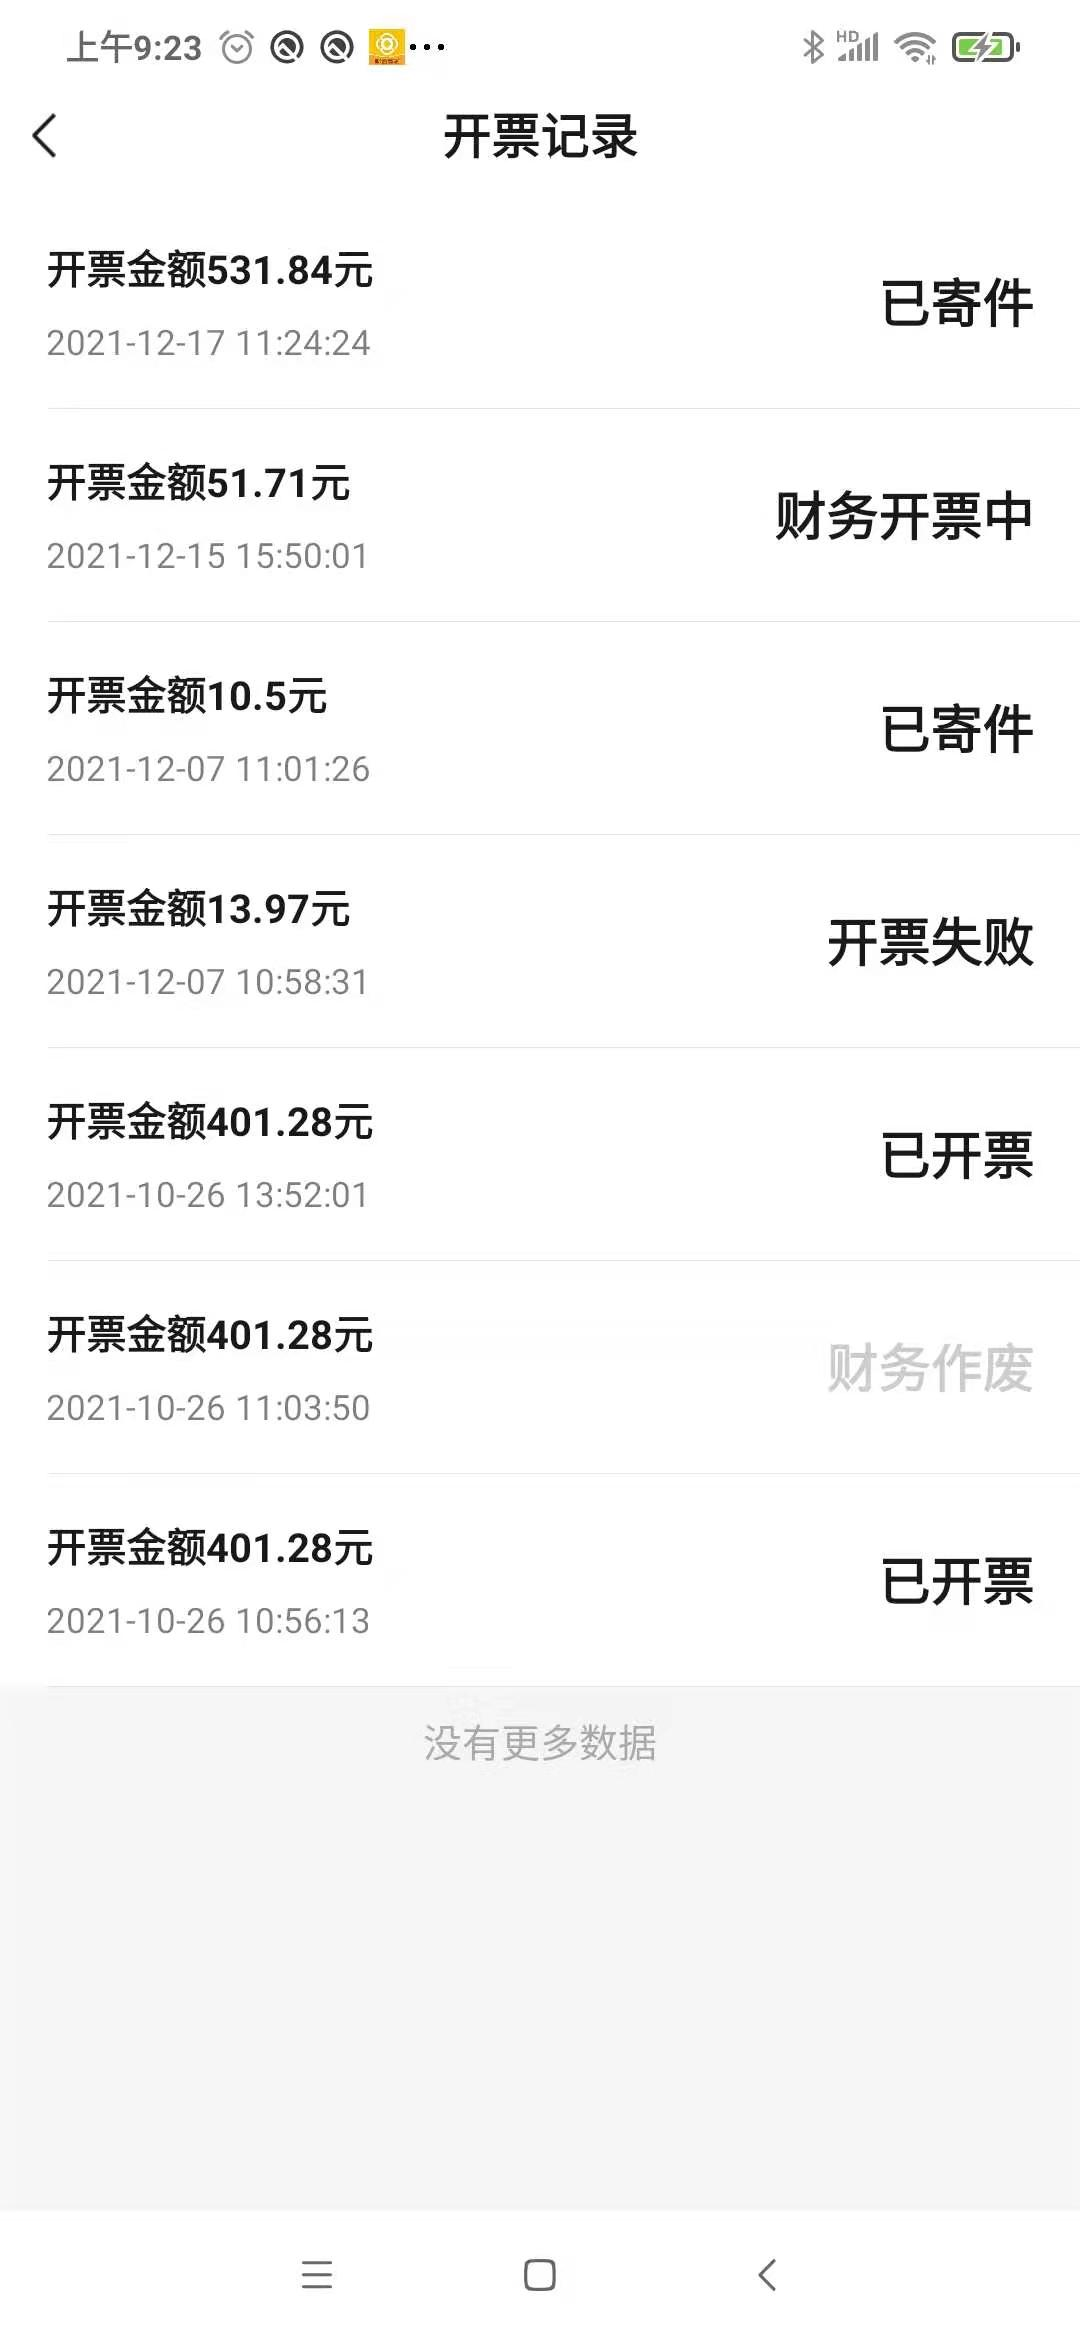 上午9:23
HD
开票记录
开票金额531.84元
已寄件
2021-12-17 11:24:24
开票金额51.71元
财务开票中
2021-12-15 15:50:01
开票金额10.5元
已寄件
2021-12-07 11:01:26
开票金额13.97元
开票失败
2021-12-07 10:58:31
开票金额401.28元
已开票
2021-10-26 13:52:01
开票金额401.28元
财务作废
2021-10-26 11:03:50
开票金额401.28元
已开票
2021-10-26 10:56:13
没有更多数据